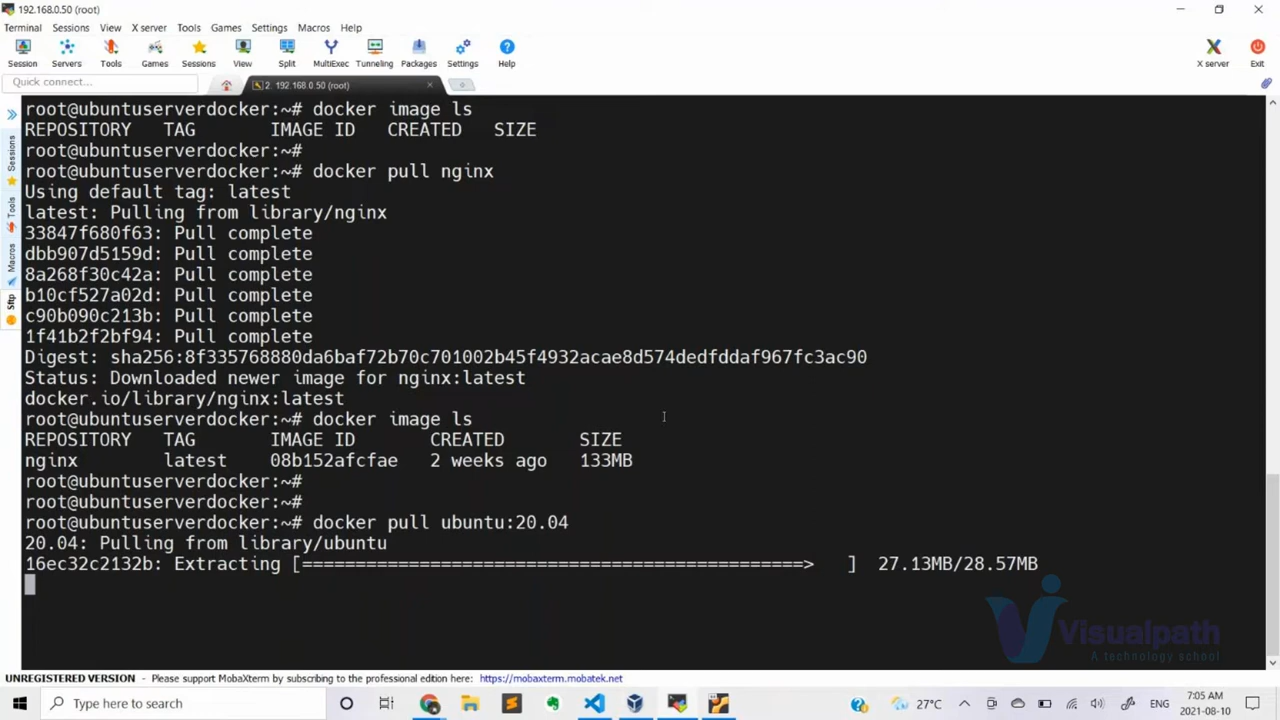 192.168.0.50 (root)
Terminal Sessions View X server Tools Games Settings Macros Help
Session Servers Tools Games Sessions View Split MultiExec Tunneling Packages Settings Help X server Exit
Quick connect... 2. 192.168.0.50 (root)
Sessions
Tools
Macros
Sftp
root@ubuntuserverdocker:~# docker image ls
REPOSITORY TAG IMAGE ID CREATED SIZE
root@ubuntuserverdocker:~#
root@ubuntuserverdocker:~# docker pull nginx
Using default tag: latest
latest: Pulling from library/nginx
33847f680f63: Pull complete
dbb907d5159d: Pull complete
8a268f30c42a: Pull complete
b10cf527a02d: Pull complete
c90b090c213b: Pull complete
1f41b2f2bf94: Pull complete
Digest: sha256:8f335768880da6baf72b70c701002b45f4932acae8d574dedfddaf967fc3ac90
Status: Downloaded newer image for nginx:latest
docker.io/library/nginx:latest
root@ubuntuserverdocker:~# docker image ls
REPOSITORY TAG IMAGE ID CREATED SIZE
nginx latest 08b152afcfae 2 weeks ago 133MB
root@ubuntuserverdocker:~#
root@ubuntuserverdocker:~#
root@ubuntuserverdocker:~# docker pull ubuntu:20.04
20.04: Pulling from library/ubuntu
16ec32c2132b: Extracting [===============================================> ] 27.13MB/28.57MB
Visualpath
A technology school
UNREGISTERED VERSION - Please support MobaXterm by subscribing to the professional edition here: https://mobaxterm.mobatek.net
Type here to search 27°C ENG 7:05 AM
2021-08-10